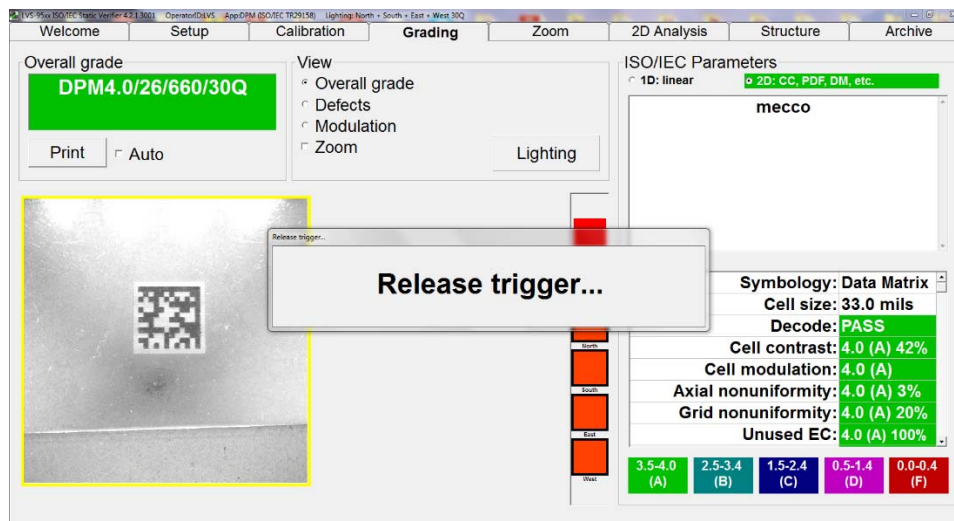 LVS-95xx ISO/IEC Static Verifier 4.2.1.3001 OperatorID:LVS App:DPM (ISO/IEC TR29158) Lighting: North + South + East + West 30Q
Welcome Setup Calibration Grading Zoom 2D Analysis Structure Archive
Overall grade
DPM4.0/26/660/30Q
Print Auto
View
Overall grade
Defects
Modulation
Zoom
Lighting
ISO/IEC Parameters
1D: linear 2D: CC, PDF, DM, etc.
mecco
Release trigger...
Release trigger...
North
South
East
West
Symbology: Data Matrix
Cell size: 33.0 mils
Decode: PASS
Cell contrast: 4.0 (A) 42%
Cell modulation: 4.0 (A)
Axial nonuniformity: 4.0 (A) 3%
Grid nonuniformity: 4.0 (A) 20%
Unused EC: 4.0 (A) 100%
3.5-4.0 2.5-3.4 1.5-2.4 0.5-1.4 0.0-0.4
(A) (B) (C) (D) (F)